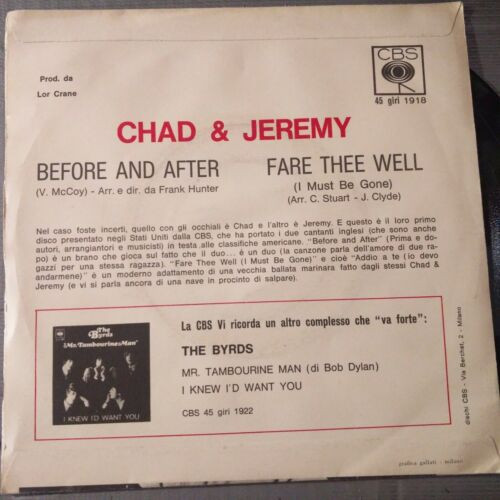 Prod. da
Lor Crane
CBS
45 giri 1918
CHAD & JEREMY
BEFORE AND AFTER
(V. McCoy) - Arr. e dir. da Frank Hunter
FARE THEE WELL
(I Must Be Gone)
(Arr. C. Stuart - J. Clyde)
Nel caso foste incerti, quello con gli occhiali è Chad e l'altro è Jeremy. E questo è il loro primo
disco presentato negli Stati Uniti dalla CBS, che ha portato i due cantanti inglesi (che sono anche
autori, arrangiatori e musicisti) in testa alle classifiche americane. "Before and After" (Prima e do-
po) è un brano che gioca sul fatto che il duo . . . è un duo (la canzone parla dell'amore di due ra-
gazzi per una stessa ragazza). "Fare Thee Well (I Must Be Gone)" e cioè "Addio a te (io devo
andarmene)" è un moderno adattamento di una vecchia ballata marinara fatto dagli stessi Chad &
Jeremy (e vi si parla ancora di una nave in procinto di salpare).
The
Byrds
Mr. Tambourine Man
I KNEW I'D WANT YOU
La CBS Vi ricorda un altro complesso che "va forte":
THE BYRDS
MR. TAMBOURINE MAN (di Bob Dylan)
I KNEW I'D WANT YOU
CBS 45 giri 1922
dischi CBS - Via Berchet, 2 - Milano
grafica gallati - milano